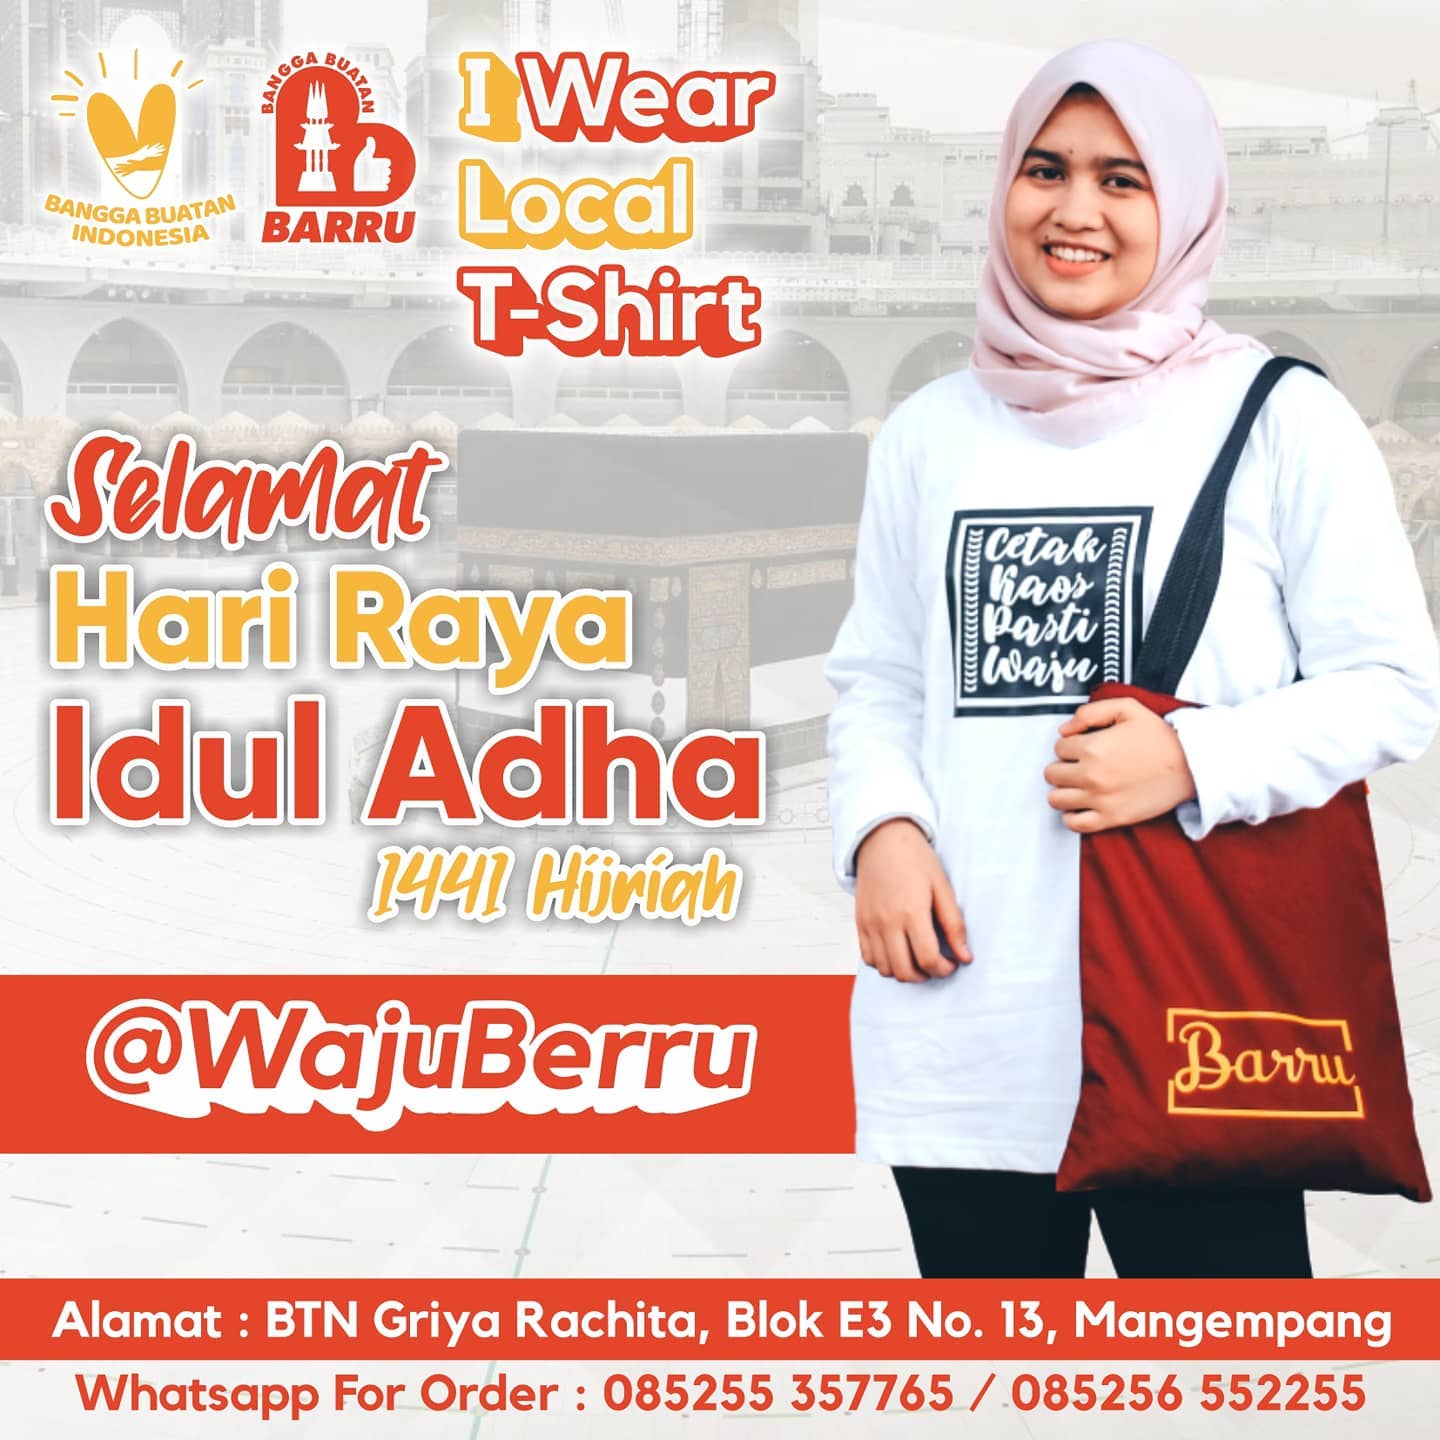 BANGGA BUATAN
INDONESIA
BANGGA BUATAN
BARRU
I Wear
Local
T-Shirt
Selamat
Hari Raya
Idul Adha
1441 Hijriah
@WajuBerru
Cetak
Kaos
Pasti
Waju
Barru
Alamat : BTN Griya Rachita, Blok E3 No. 13, Mangempang
Whatsapp For Order : 085255 357765 / 085256 552255